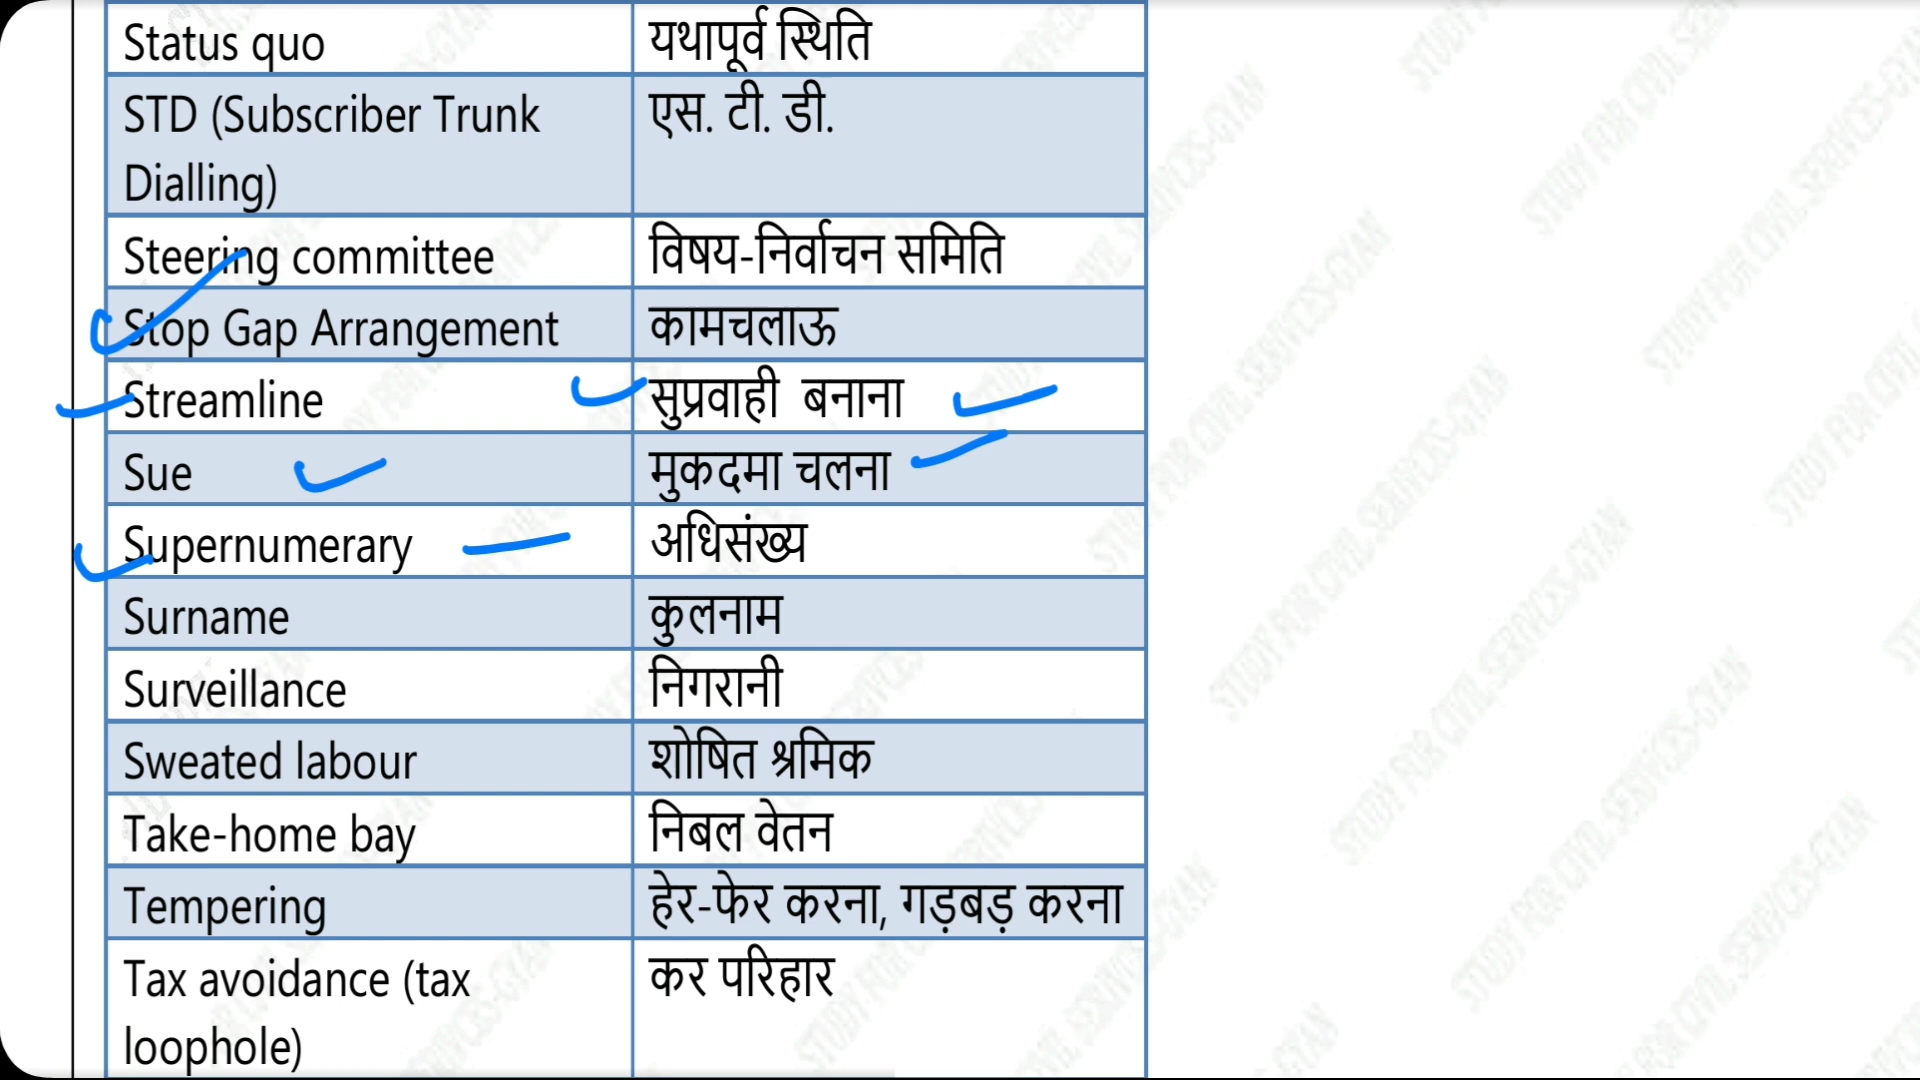 Status quo यथापूर्व स्थिति
STD (Subscriber Trunk एस. टी. डी.
Dialling)
Steering committee विषय-निर्वाचन समिति
Stop Gap Arrangement कामचलाऊ
Streamline सुप्रवाही बनाना
Sue मुकदमा चलना
Supernumerary अधिसंख्य
Surname कुलनाम
Surveillance निगरानी
Sweated labour शोषित श्रमिक
Take-home bay निबल वेतन
Tempering हेर-फेर करना, गड़बड़ करना
Tax avoidance (tax कर परिहार
loophole)